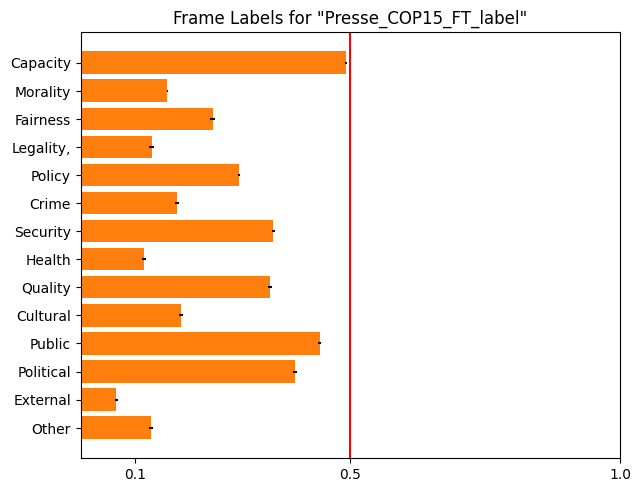 Frame Labels for "Presse_COP15_FT_label"
Capacity
Morality
Fairness
Legality,
Policy
Crime
Security
Health
Quality
Cultural
Public
Political
External
Other
0.1 0.5 1.0